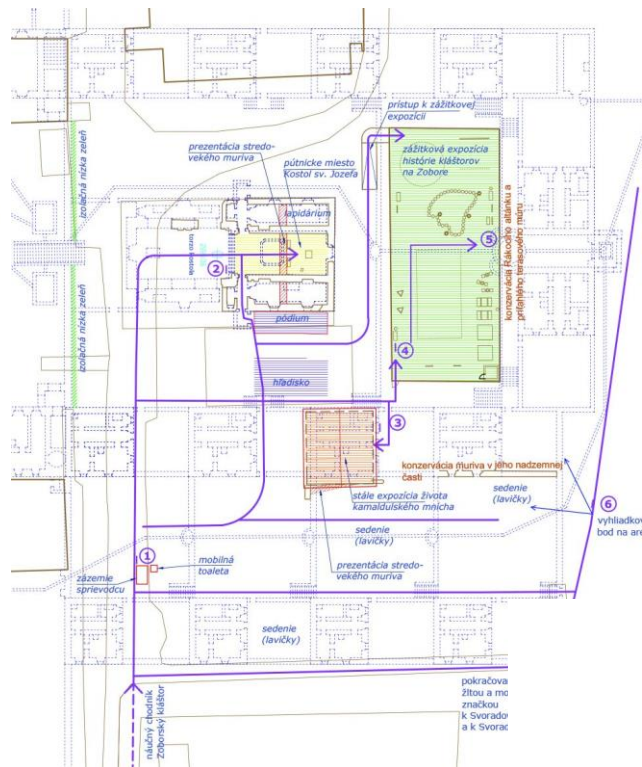 prístup k zážitkovej
expozícii
prezentácia stredo-
vekého muriva
pútnicke miesto
Kostol sv. Jozefa
zážitková expozícia
histórie kláštorov
na Zobore
izolačná nízka zeleň
izolačná nízka zeleň
lapidárium
konzervácia Rákociho altánku a
priľahlého terasového múru
2
5
pódium
4
hľadisko
3
konzervácia muriva v jeho nadzemnej
časti
stále expozícia života
kamaldulského mnícha
sedenie
(lavičky)
6
vyhliadkov
bod na are
sedenie
(lavičky)
1
mobilná
toaleta
prezentácia stredo-
vekého muriva
zázemie
sprievodcu
sedenie
(lavičky)
náučný chodník
Zoborský kláštor
pokračova
žltou a mo
značkou
k Svoradov
a k Svorad